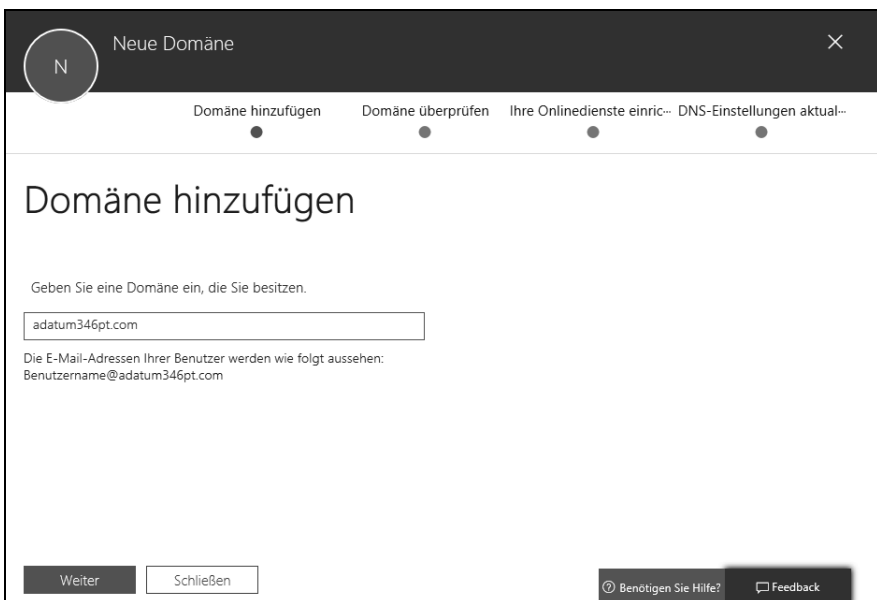 Neue Domäne
N
Domäne hinzufügen
Domäne überprüfen
Ihre Onlinedienste einric...
DNS-Einstellungen aktual...
Domäne hinzufügen
Geben Sie eine Domäne ein, die Sie besitzen.
adatum346pt.com
Die E-Mail-Adressen Ihrer Benutzer werden wie folgt aussehen:
Benutzername@adatum346pt.com
Weiter
Schließen
Benötigen Sie Hilfe?
Feedback